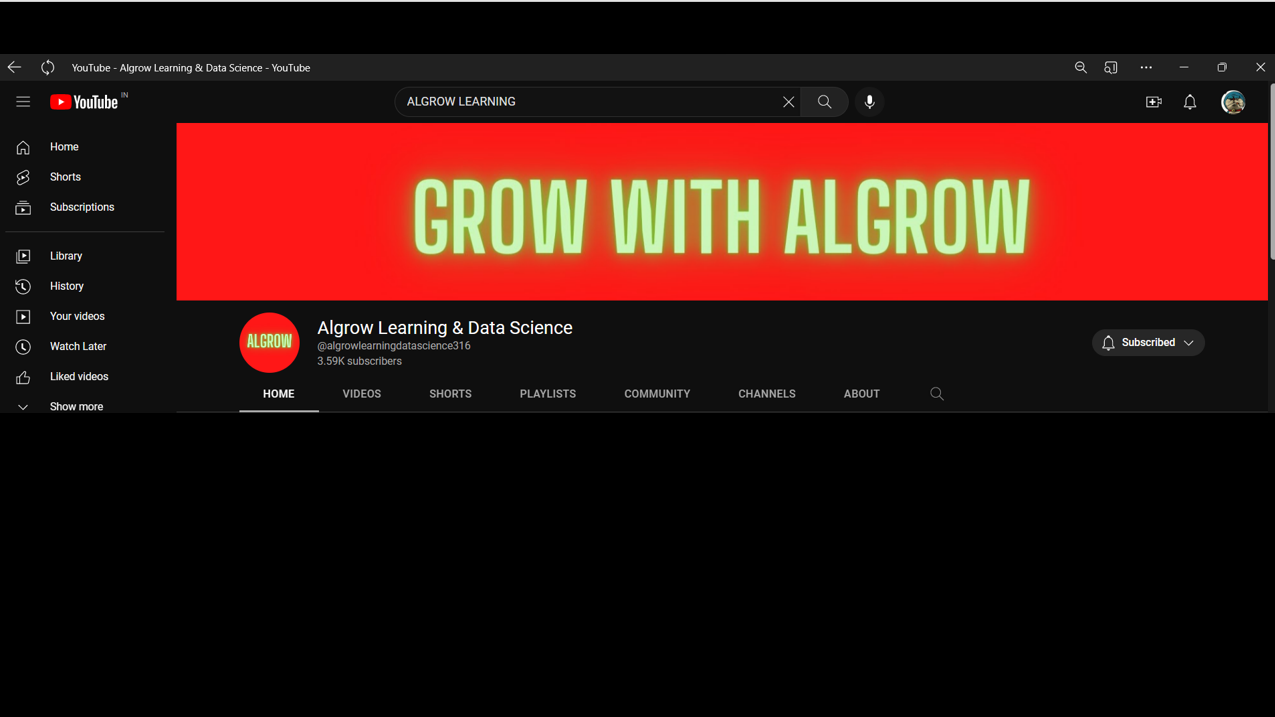 YouTube - Algrow Learning & Data Science - YouTube
YouTube IN
ALGROW LEARNING
Home
Shorts
Subscriptions
Library
History
Your videos
Watch Later
Liked videos
Show more
GROW WITH ALGROW
ALGROW
Algrow Learning & Data Science
@algrowlearningdatascience316
3.59K subscribers
Subscribed
HOME VIDEOS SHORTS PLAYLISTS COMMUNITY CHANNELS ABOUT